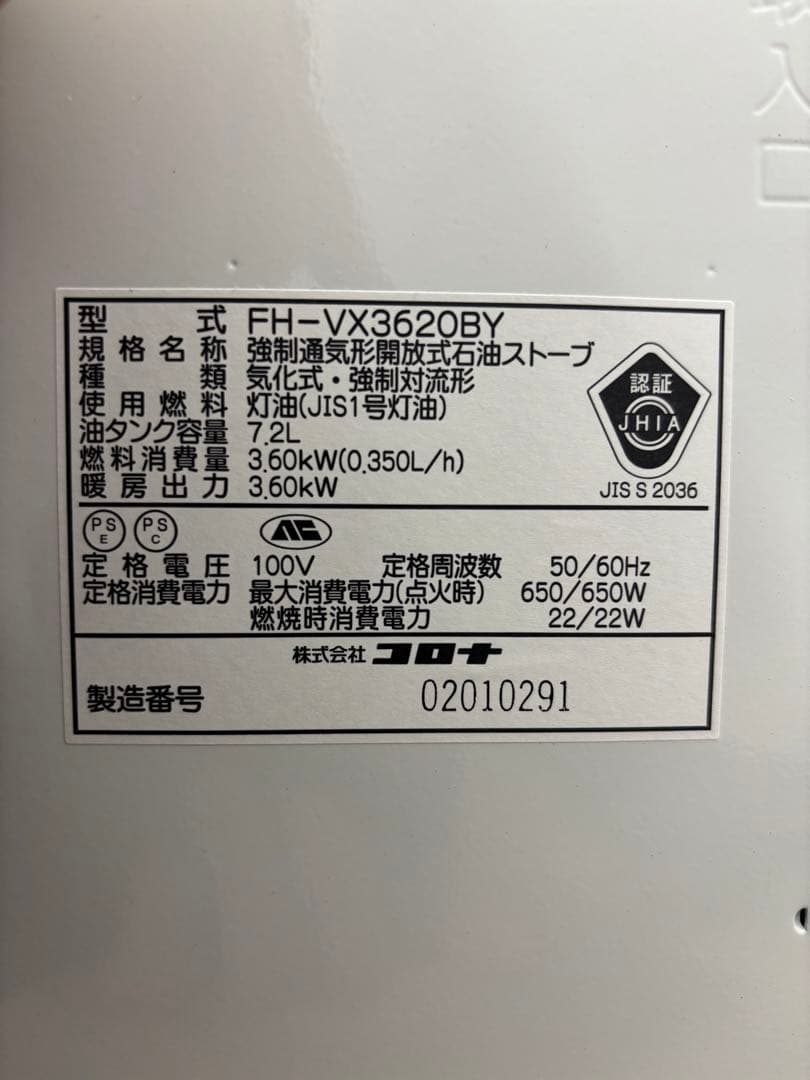 入口
型式 FH-VX3620BY
規格名称 強制通気形開放式石油ストーブ
種類 気化式・強制対流形
使用燃料 灯油(JIS1号灯油)
油タンク容量 7.2L
燃料消費量 3.60kW(0.350L/h)
暖房出力 3.60kW
認証
JHIA
JIS S 2036
PS E PS C
定格電圧 100V 定格周波数 50/60Hz
定格消費電力 最大消費電力(点火時) 650/650W
燃焼時消費電力 22/22W
株式会社 コロナ
製造番号 02010291